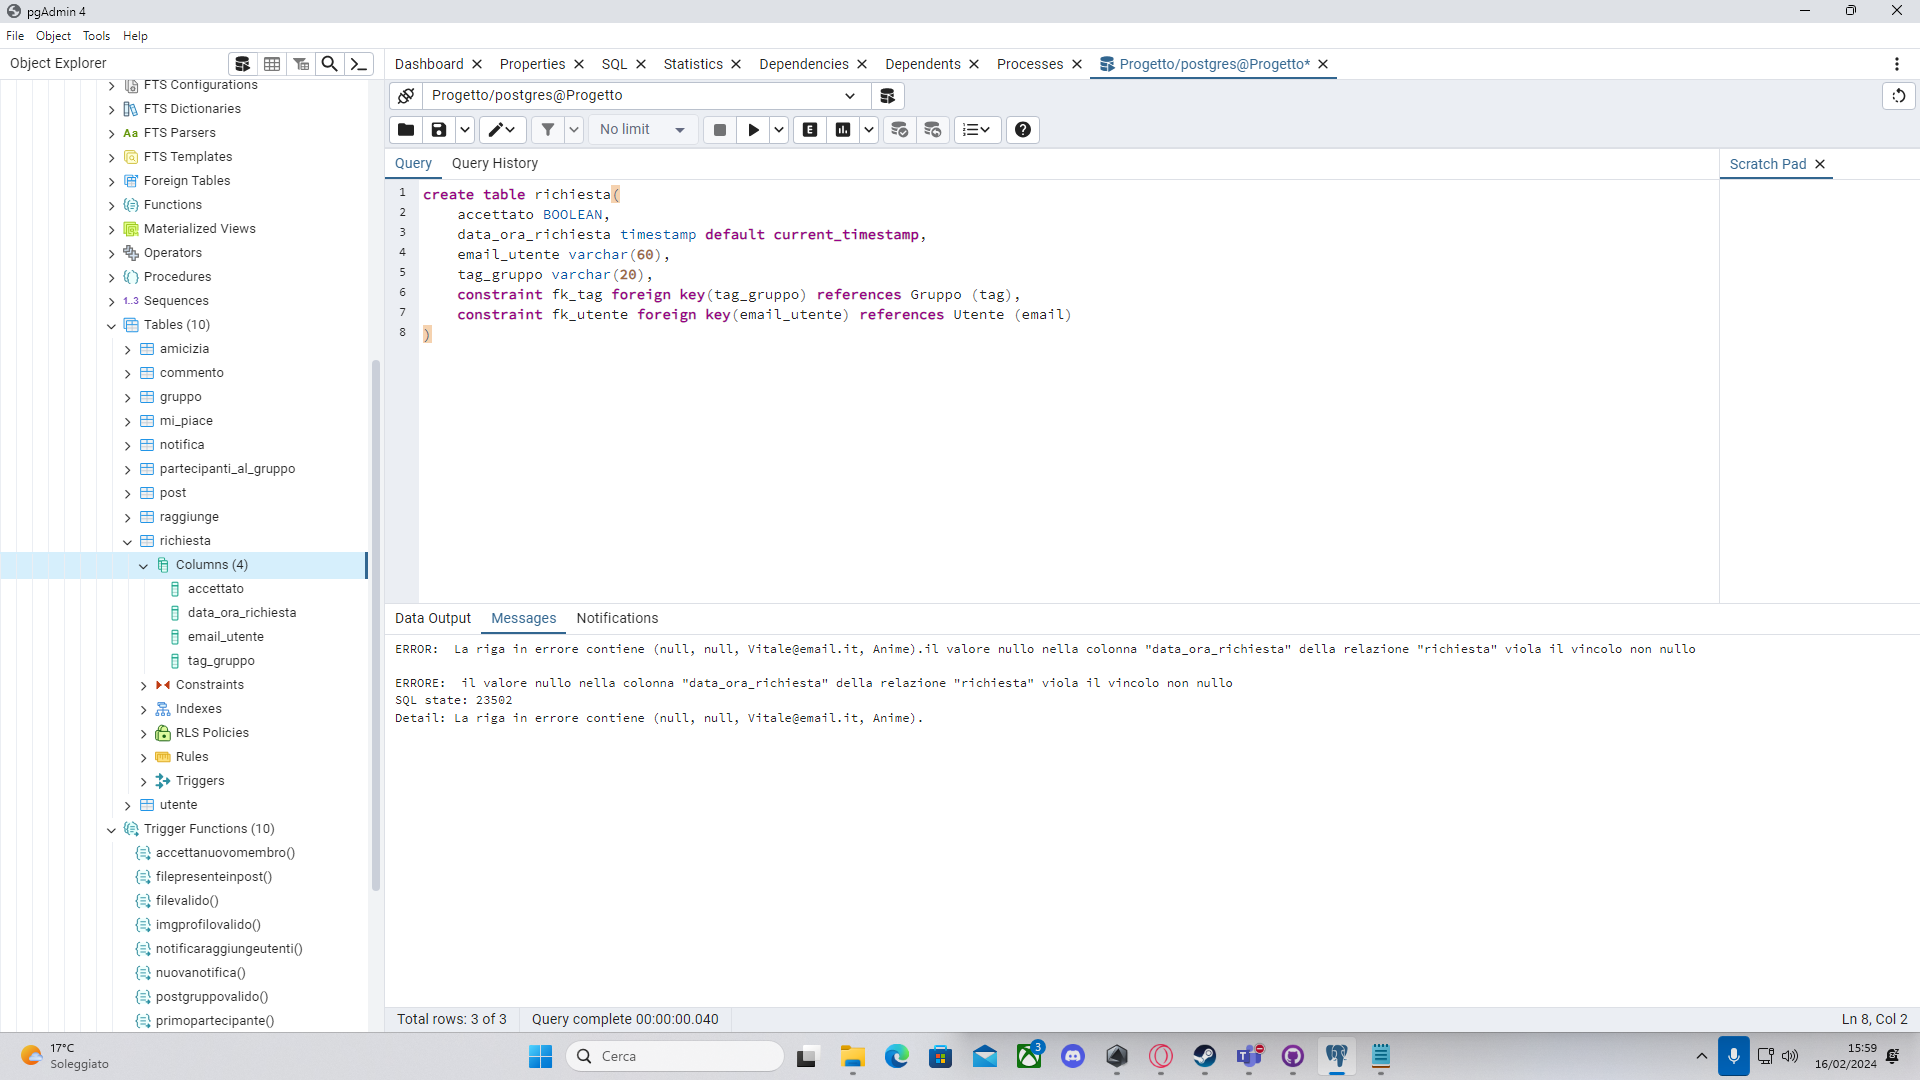 pgAdmin 4
File Object Tools Help
Object Explorer
Dashboard
Properties
SQL
Statistics
Dependencies
Dependents
Processes
Progetto/postgres@Progetto*
FTS Configurations
FTS Dictionaries
Aa FTS Parsers
FTS Templates
Foreign Tables
Functions
Materialized Views
Operators
Procedures
1..3 Sequences
Tables (10)
amicizia
commento
gruppo
mi_piace
notifica
partecipanti_al_gruppo
post
raggiunge
richiesta
Columns (4)
accettato
data_ora_richiesta
email_utente
tag_gruppo
Constraints
Indexes
RLS Policies
Rules
Triggers
utente
Trigger Functions (10)
accettanuovomembro()
filepresenteinpost()
filevalido()
imgprofilovalido()
notificaraggiungeutenti()
nuovanotifica()
postgruppovalido()
primopartecipante()
Progetto/postgres@Progetto
No limit
E
Query
Query History
Scratch Pad
1 create table richiesta(
2 accettato BOOLEAN,
3 data_ora_richiesta timestamp default current_timestamp,
4 email_utente varchar(60),
5 tag_gruppo varchar(20),
6 constraint fk_tag foreign key(tag_gruppo) references Gruppo (tag),
7 constraint fk_utente foreign key(email_utente) references Utente (email)
8 )
Data Output
Messages
Notifications
ERROR:  La riga in errore contiene (null, null, Vitale@email.it, Anime).il valore nullo nella colonna "data_ora_richiesta" della relazione "richiesta" viola il vincolo non nullo
ERRORE:  il valore nullo nella colonna "data_ora_richiesta" della relazione "richiesta" viola il vincolo non nullo
SQL state: 23502
Detail: La riga in errore contiene (null, null, Vitale@email.it, Anime).
Total rows: 3 of 3
Query complete 00:00:00.040
Ln 8, Col 2
17°C
Soleggiato
Cerca
3
15:59
16/02/2024